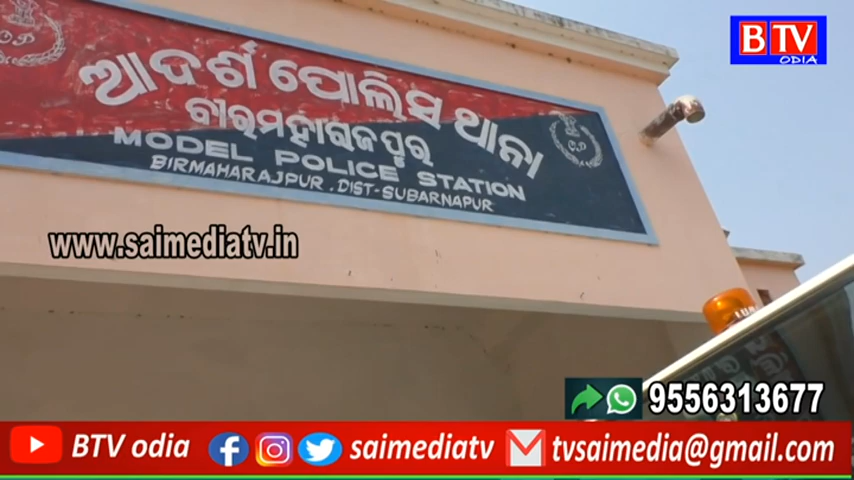 BTV
ODIA
ଆଦର୍ଶ ପୋଲିସ ଥାନା
ବୀରମହାରାଜପୁର
MODEL POLICE STATION
BIRMAHARAJPUR, DIST-SUBARNAPUR
www.saimediatv.in
9556313677
BTV odia saimediatv tvsaimedia@gmail.com